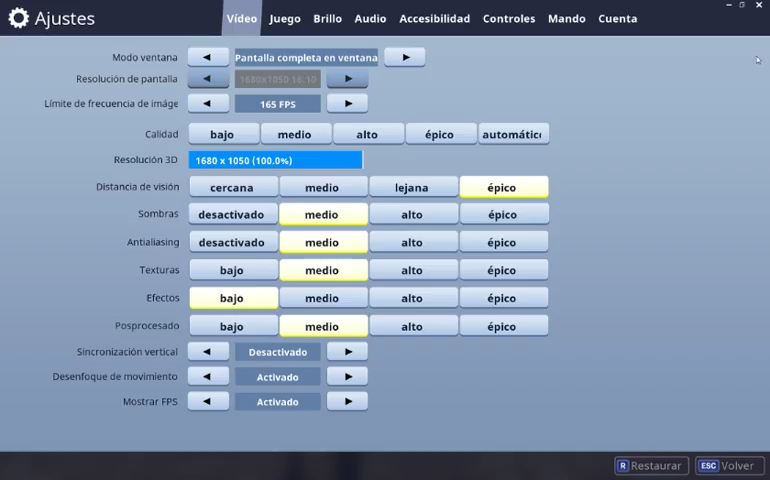 Ajustes Vídeo Juego Brillo Audio Accesibilidad Controles Mando Cuenta
Modo ventana ◄ Pantalla completa en ventana ►
Resolución de pantalla ◄ 1680x1050 16:10 ►
Límite de frecuencia de imáge ◄ 165 FPS ►
Calidad bajo medio alto épico automátic
Resolución 3D 1680 x 1050 (100.0%)
Distancia de visión cercana medio lejana épico
Sombras desactivado medio alto épico
Antialiasing desactivado medio alto épico
Texturas bajo medio alto épico
Efectos bajo medio alto épico
Posprocesado bajo medio alto épico
Sincronización vertical ◄ Desactivado ►
Desenfoque de movimiento ◄ Activado ►
Mostrar FPS ◄ Activado ►
R Restaurar ESC Volver